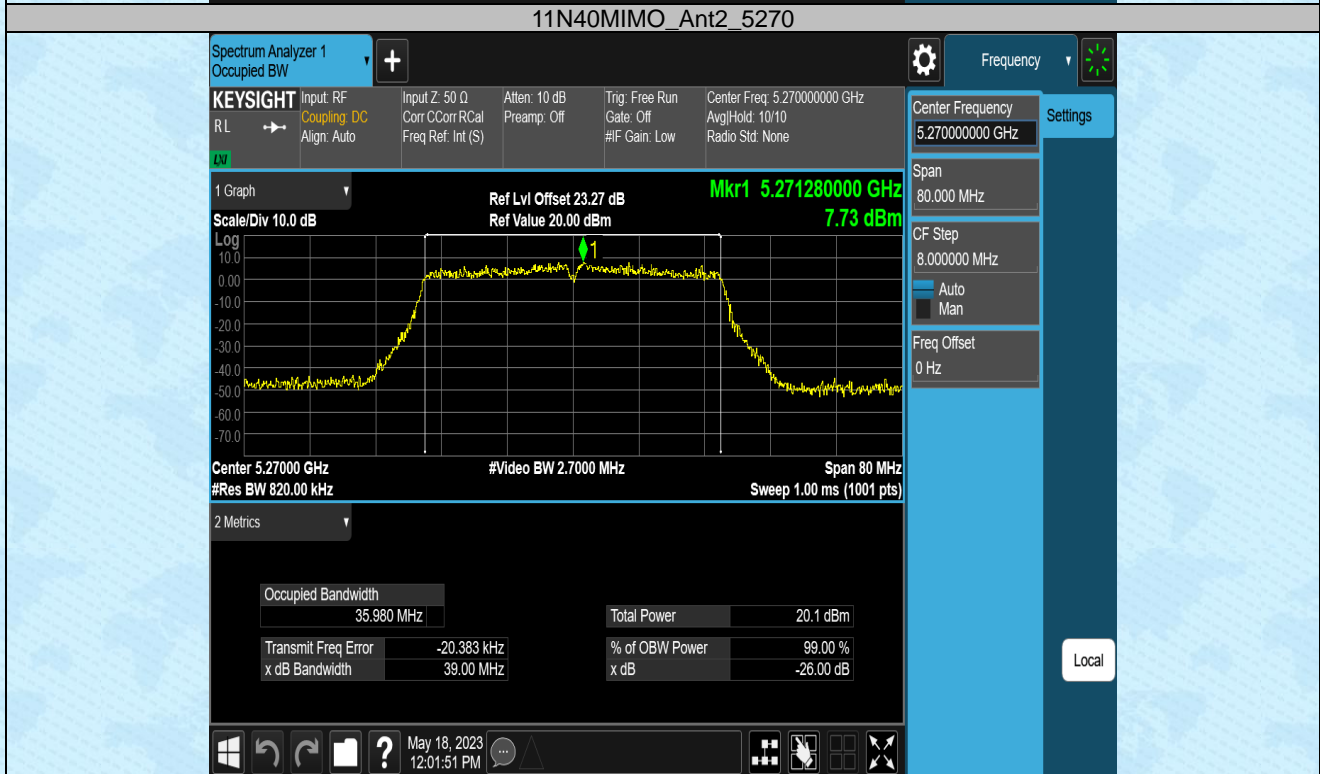 11N40MIMO_Ant2_5270
Spectrum Analyzer 1
Occupied BW
Frequency
KEYSIGHT
R L
LXI
Input: RF
Coupling: DC
Align: Auto
Input Z: 50 Ω
Corr CCorr RCal
Freq Ref: Int (S)
Atten: 10 dB
Preamp: Off
Trig: Free Run
Gate: Off
#IF Gain: Low
Center Freq: 5.270000000 GHz
Avg|Hold: 10/10
Radio Std: None
Center Frequency
5.270000000 GHz
Settings
Span
80.000 MHz
CF Step
8.000000 MHz
Auto
Man
Freq Offset
0 Hz
1 Graph
Scale/Div 10.0 dB
Ref Lvl Offset 23.27 dB
Ref Value 20.00 dBm
Mkr1 5.271280000 GHz
7.73 dBm
Log
10.0
0.00
-10.0
-20.0
-30.0
-40.0
-50.0
-60.0
-70.0
1
Center 5.27000 GHz
#Res BW 820.00 kHz
#Video BW 2.7000 MHz
Span 80 MHz
Sweep 1.00 ms (1001 pts)
2 Metrics
Occupied Bandwidth
35.980 MHz
Total Power 20.1 dBm
Transmit Freq Error -20.383 kHz
% of OBW Power 99.00 %
x dB Bandwidth 39.00 MHz
x dB -26.00 dB
Local
?
May 18, 2023
12:01:51 PM